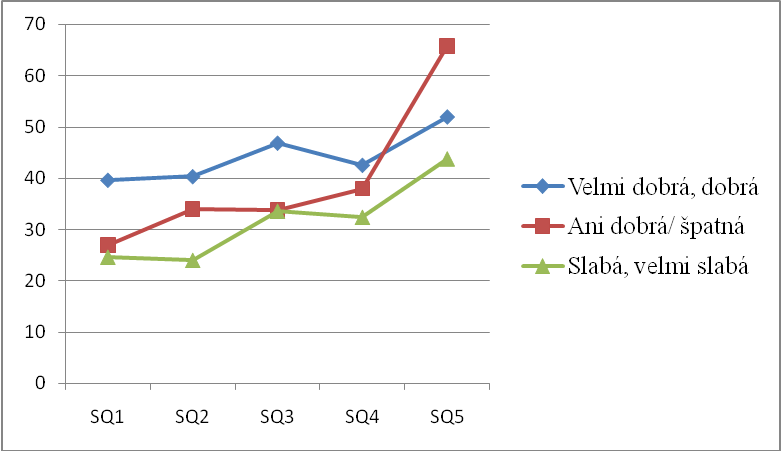 70
60
50
40
30
20
10
0
SQ1 SQ2 SQ3 SQ4 SQ5
Velmi dobrá, dobrá
Ani dobrá/ špatná
Slabá, velmi slabá